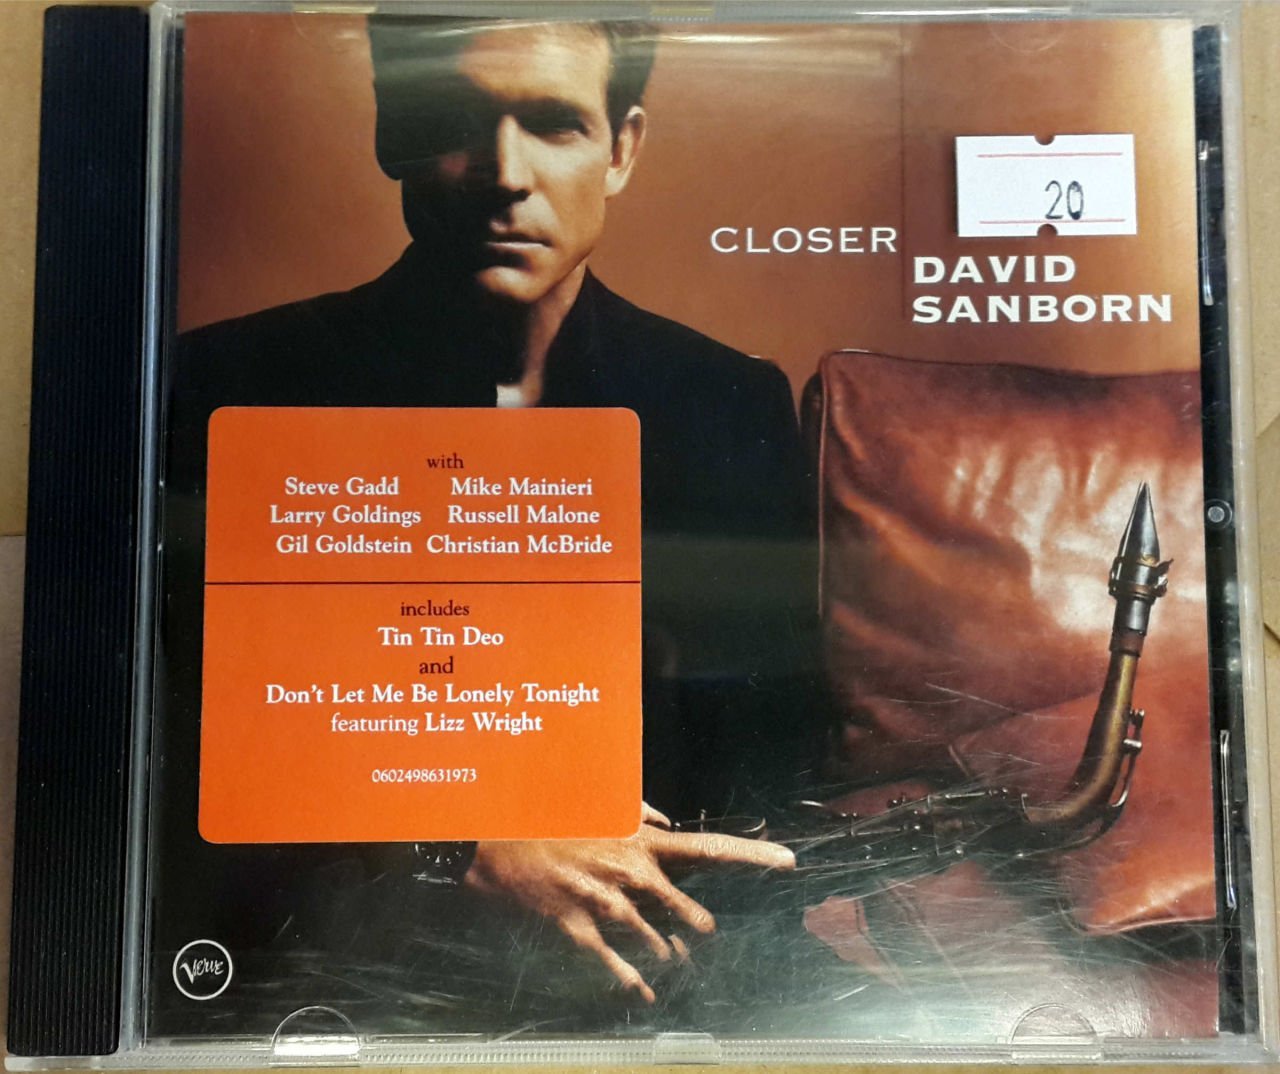 20
CLOSER
DAVID
SANBORN
with
Steve Gadd Mike Mainieri
Larry Goldings Russell Malone
Gil Goldstein Christian McBride
includes
Tin Tin Deo
and
Don't Let Me Be Lonely Tonight
featuring Lizz Wright
0602498631973
Verve